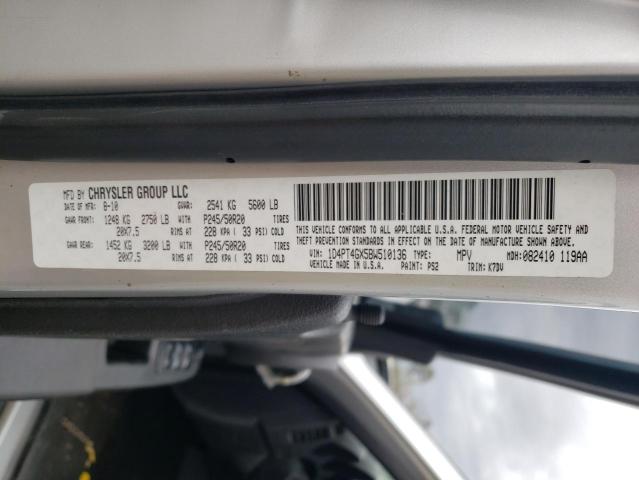 MFD BY CHRYSLER GROUP LLC
DATE OF MFR: 8-10 GVWR: 2541 KG 5600 LB
GAWR FRONT: 1248 KG 2750 LB WITH P245/50R20 TIRES
20X7.5 RIMS AT 228 KPA ( 33 PSI) COLD
GAWR REAR: 1452 KG 3200 LB WITH P245/50R20 TIRES
20X7.5 RIMS AT 228 KPA ( 33 PSI) COLD
THIS VEHICLE CONFORMS TO ALL APPLICABLE U.S.A. FEDERAL MOTOR VEHICLE SAFETY AND
THEFT PREVENTION STANDARDS IN EFFECT ON THE DATE OF MANUFACTURE SHOWN ABOVE.
VIN: 1D4PT4GX5BW510136 TYPE: MPV MDH: 082410 119AA
VEHICLE MADE IN U.S.A. PAINT: PS2 TRIM: K7DV